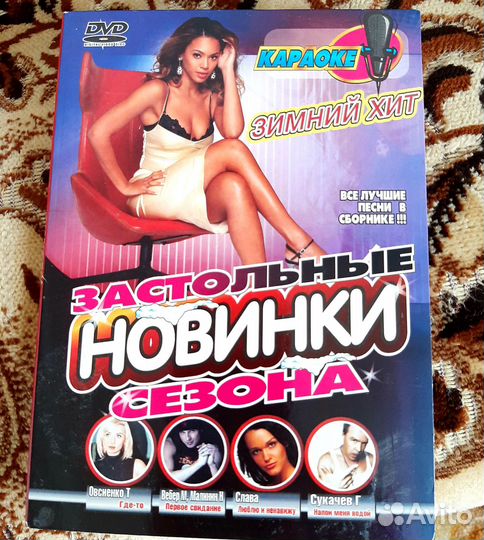 DVD
КАРАОКЕ
ЗИМНИЙ ХИТ
ВСЕ ЛУЧШИЕ
ПЕСНИ В
СБОРНИКЕ !!!
ЗАСТОЛЬНЫЕ
НОВИНКИ
СЕЗОНА
Овсиенко Т
Где-то
Вебер М, Малинин Н
Первое свидание
Слава
Люблю и ненавижу
Сукачев Г
Напои меня водой
Avito